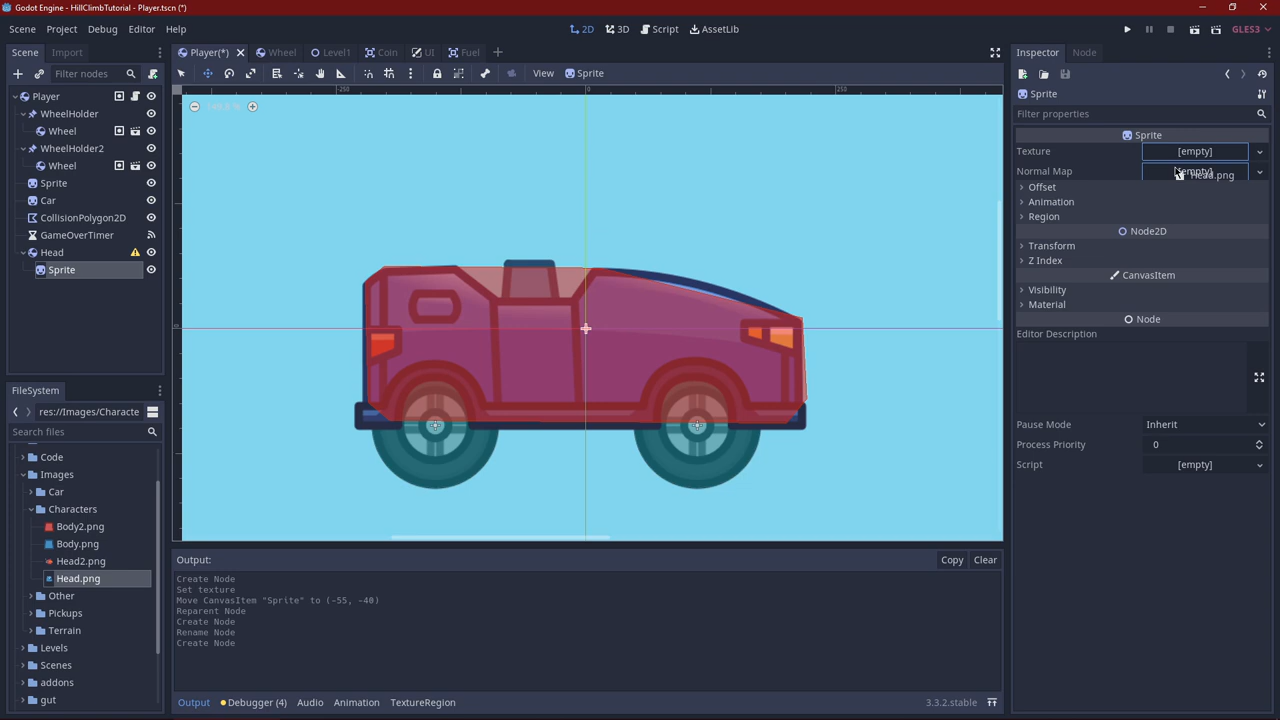 Godot Engine - HillClimbTutorial - Player.tscn (*)
Scene Project Debug Editor Help
2D 3D Script AssetLib
GLES3
Scene Import
Filter nodes
Player
WheelHolder
Wheel
WheelHolder2
Wheel
Sprite
Car
CollisionPolygon2D
GameOverTimer
Head
Sprite
FileSystem
res://Images/Characte
Search files
Code
Images
Car
Characters
Body2.png
Body.png
Head2.png
Head.png
Other
Pickups
Terrain
Levels
Scenes
addons
gut
Player(*) Wheel Level1 Coin UI Fuel
View Sprite
-250 0 250
0
Output:
Copy Clear
Create Node
Set texture
Move CanvasItem "Sprite" to (-55, -40)
Reparent Node
Create Node
Rename Node
Create Node
Output Debugger (4) Audio Animation TextureRegion
3.3.2.stable
Inspector Node
Sprite
Filter properties
Sprite
Texture [empty]
Normal Map [empty]
Head.png
Offset
Animation
Region
Node2D
Transform
Z Index
CanvasItem
Visibility
Material
Node
Editor Description
Pause Mode Inherit
Process Priority 0
Script [empty]